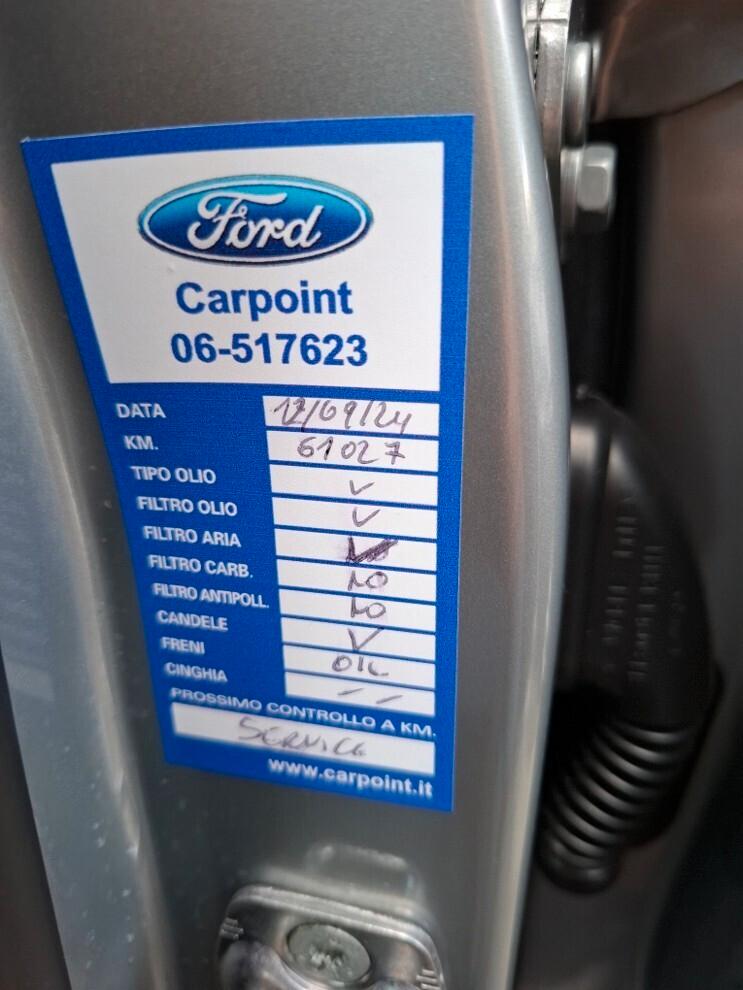 Ford
Carpoint
06-517623
DATA 12/09/24
KM. 61027
TIPO OLIO ✓
FILTRO OLIO ✓
FILTRO ARIA ✓
FILTRO CARB. NO
FILTRO ANTIPOLL. NO
CANDELE ✓
FRENI OK
CINGHIA - -
PROSSIMO CONTROLLO A KM.
SERVICE
www.carpoint.it